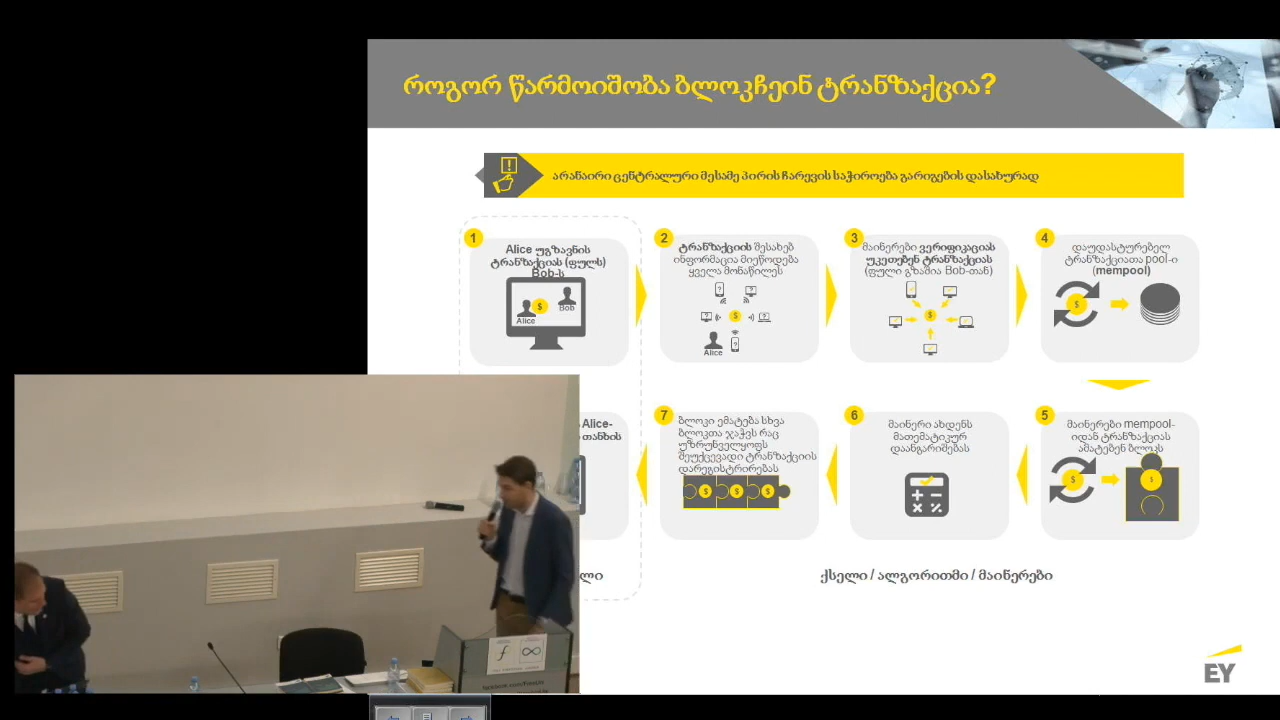 როგორ წარმოიშობა ბლოკჩეინ ტრანზაქცია?
არანაირი ცენტრალური მესამე პირის ჩარევის საჭიროება გარიგების დასახურად
1
Alice უგზავნის
ტრანზაქციას (ფულს)
Bob-ს
Bob
Alice
2
ტრანზაქციის შესახებ
ინფორმაცია მიეწოდება
ყველა მონაწილეს
Alice
3
მაინერები ვერიფიკაციას
უკეთებენ ტრანზაქციას
(ფული გზაშია Bob-თან)
4
დაუდასტურებელ
ტრანზაქციათა pool-ი
(mempool)
Alice-
თანხის
7
ბლოკი ემატება სხვა
ბლოკთა ჯაჭვს რაც
უზრუნველყოფს
შეუქცევადი ტრანზაქციის
დარეგისტრირებას
6
მაინერი ახდენს
მათემატიკურ
დაანგარიშებას
5
მაინერები mempool-
იდან ტრანზაქციას
ამატებენ ბლოკს
ლი
ქსელი / ალგორითმი / მაინერები
EY